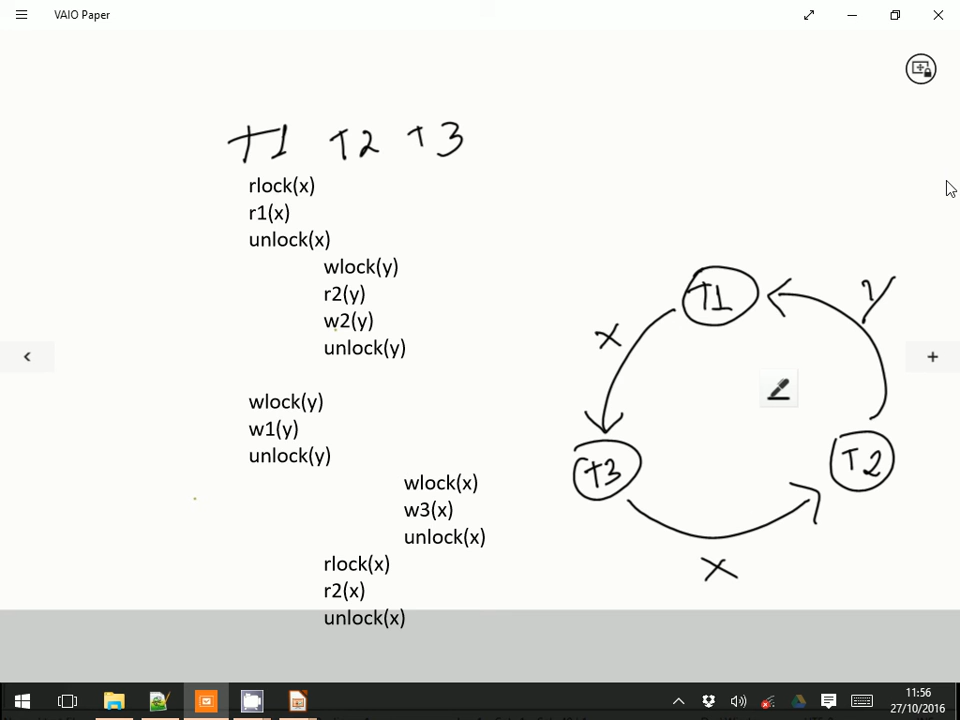 VAIO Paper
T1 T2 T3
rlock(x)
r1(x)
unlock(x)
wlock(y)
r2(y)
w2(y)
unlock(y)
wlock(y)
w1(y)
unlock(y)
wlock(x)
w3(x)
unlock(x)
rlock(x)
r2(x)
unlock(x)
T1
Y
X
T3
T2
X
11:56
27/10/2016